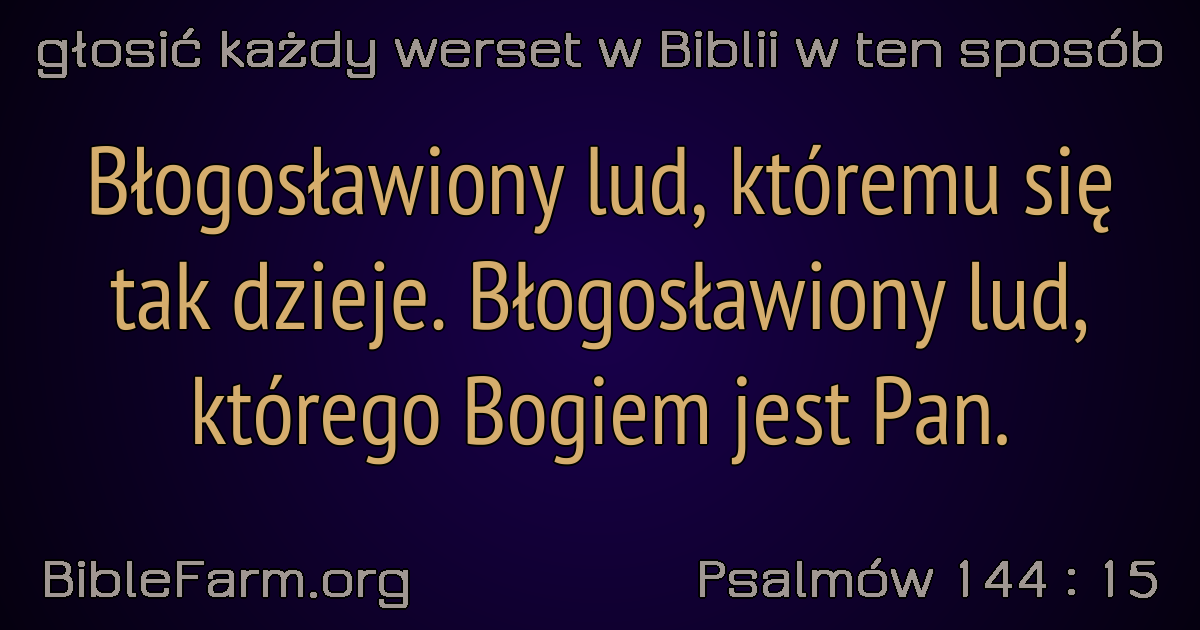 głosić każdy werset w Biblii w ten sposób
Błogosławiony lud, któremu się
tak dzieje. Błogosławiony lud,
którego Bogiem jest Pan.
BibleFarm.org
Psalmów 144 : 15